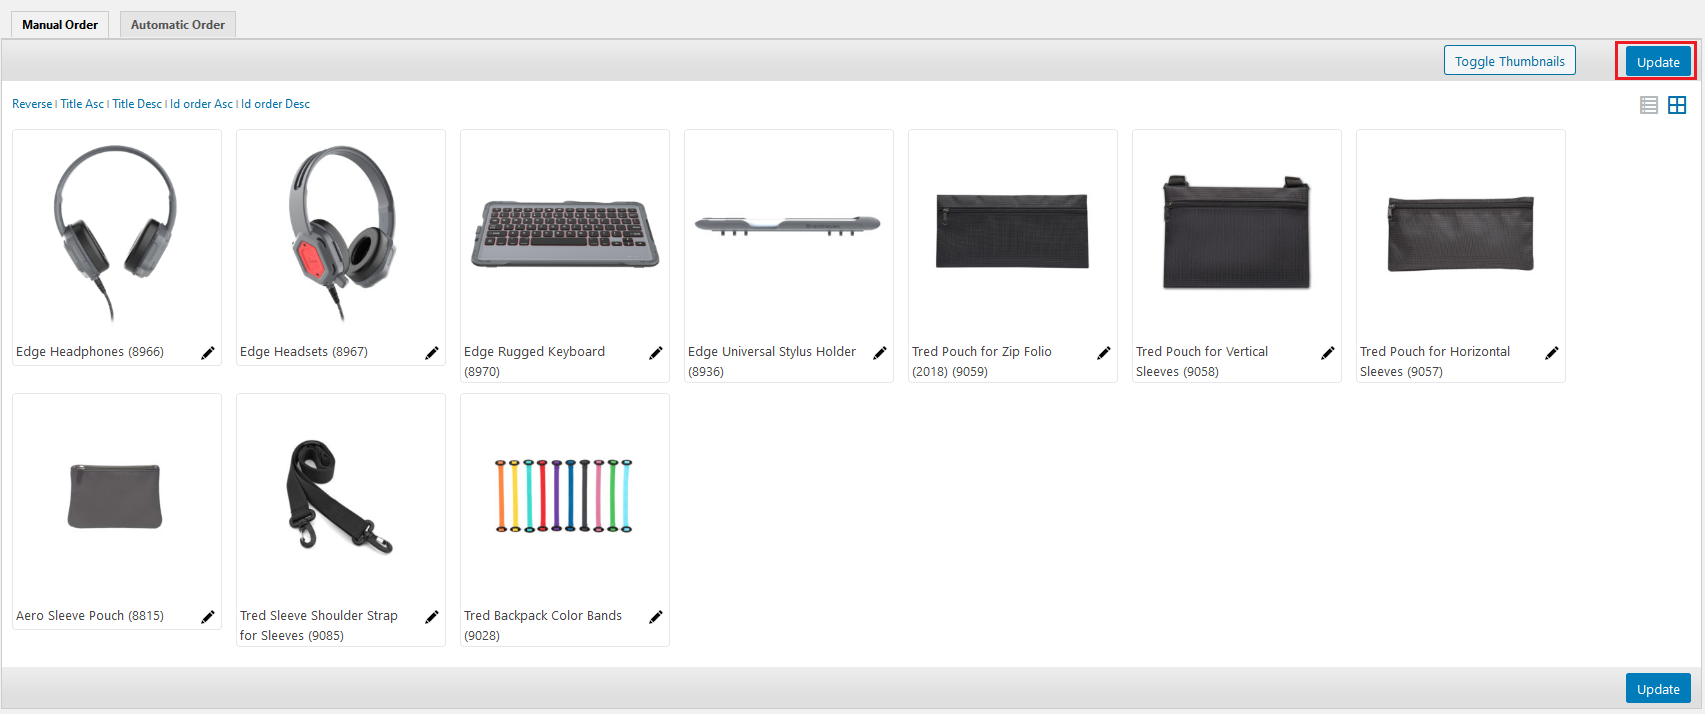 Manual Order
Automatic Order
Toggle Thumbnails
Update
Reverse | Title Asc | Title Desc | Id order Asc | Id order Desc
Edge Headphones (8966)
Edge Headsets (8967)
Edge Rugged Keyboard
(8970)
Edge Universal Stylus Holder
(8936)
Tred Pouch for Zip Folio
(2018) (9059)
Tred Pouch for Vertical
Sleeves (9058)
Tred Pouch for Horizontal
Sleeves (9057)
Aero Sleeve Pouch (8815)
Tred Sleeve Shoulder Strap
for Sleeves (9085)
Tred Backpack Color Bands
(9028)
Update